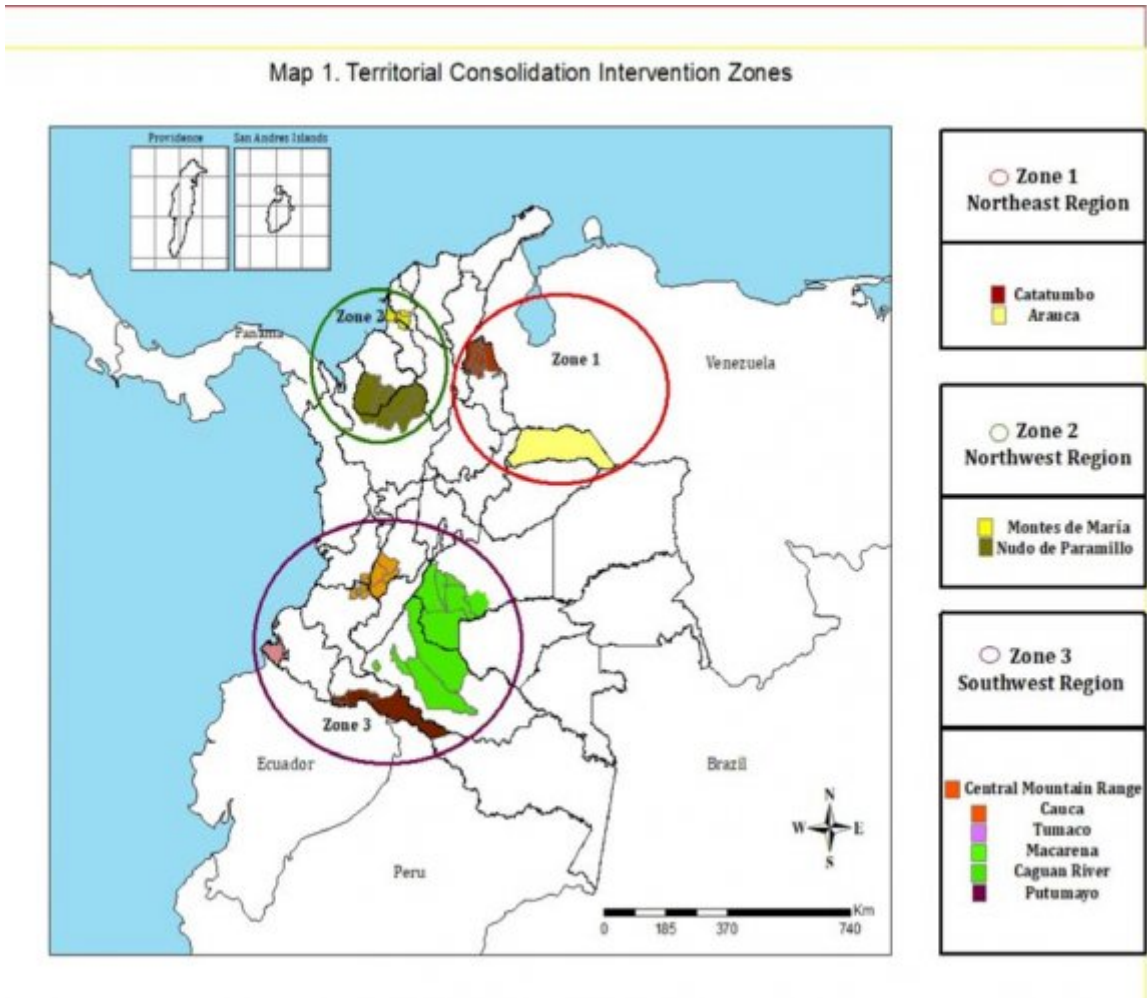 Map 1. Territorial Consolidation Intervention Zones
Providence
San Andres Islands
Panama
Zone 2
Zone 1
Venezuela
Zone 3
Ecuador
Brazil
Peru
N
W E
S
Km
0 185 370 740
Zone 1
Northeast Region
Catatumbo
Arauca
Zone 2
Northwest Region
Montes de María
Nudo de Paramillo
Zone 3
Southwest Region
Central Mountain Range
Cauca
Tumaco
Macarena
Caguan River
Putumayo